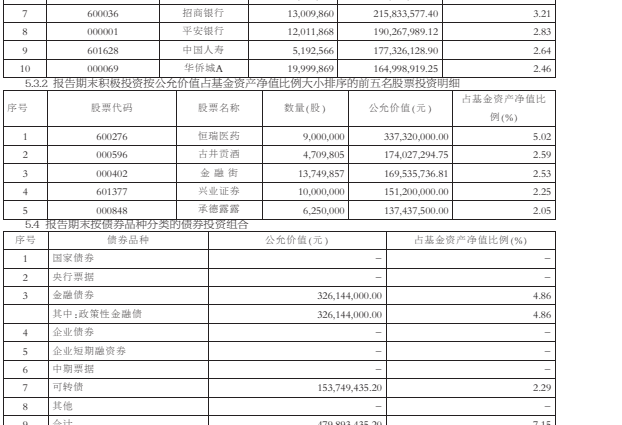 7 600036 招商银行 13,009,860 215,833,577.40 3.21
8 000001 平安银行 12,011,868 190,267,989.12 2.83
9 601628 中国人寿 5,192,566 177,326,128.90 2.64
10 000069 华侨城A 19,999,869 164,998,919.25 2.46
5.3.2 报告期末积极投资按公允价值占基金资产净值比例大小排序的前五名股票投资明细
序号 股票代码 股票名称 数量(股) 公允价值(元) 占基金资产净值比
例(%)
1 600276 恒瑞医药 9,000,000 337,320,000.00 5.02
2 000596 古井贡酒 4,709,805 174,027,294.75 2.59
3 000402 金 融 街 13,749,857 169,535,736.81 2.53
4 601377 兴业证券 10,000,000 151,200,000.00 2.25
5 000848 承德露露 6,250,000 137,437,500.00 2.05
5.4 报告期末按债券品种分类的债券投资组合
序号 债券品种 公允价值(元) 占基金资产净值比例(%)
1 国家债券 – –
2 央行票据 – –
3 金融债券 326,144,000.00 4.86
其中:政策性金融债 326,144,000.00 4.86
4 企业债券 – –
5 企业短期融资券 – –
6 中期票据 – –
7 可转债 153,749,435.20 2.29
8 其他 – –
9 合计 479,893,435.20 7.15